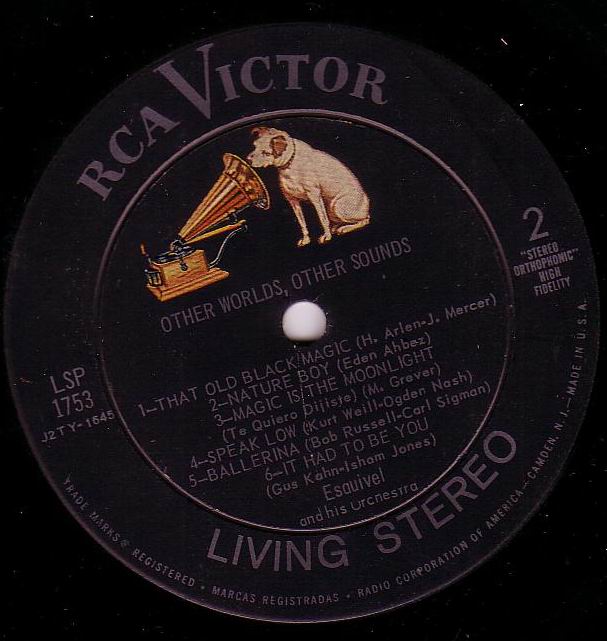 RCA VICTOR
OTHER WORLDS, OTHER SOUNDS
2
"STEREO
ORTHOPHONIC"
HIGH
FIDELITY
LSP
1753
J2TY-1645
1—THAT OLD BLACK MAGIC (H. Arlen-J. Mercer)
2—NATURE BOY (Eden Ahbez)
3—MAGIC IS THE MOONLIGHT
(Te Quiero Dijiste) (M. Grever)
4—SPEAK LOW (Kurt Weill-Ogden Nash)
5—BALLERINA (Bob Russell-Carl Sigman)
6—IT HAD TO BE YOU
(Gus Kahn-Isham Jones)
Esquivel
and his Orchestra
LIVING STEREO
TRADE MARKS® REGISTERED • MARCAS REGISTRADAS • RADIO CORPORATION OF AMERICA—CAMDEN, N. J.—MADE IN U.S.A.